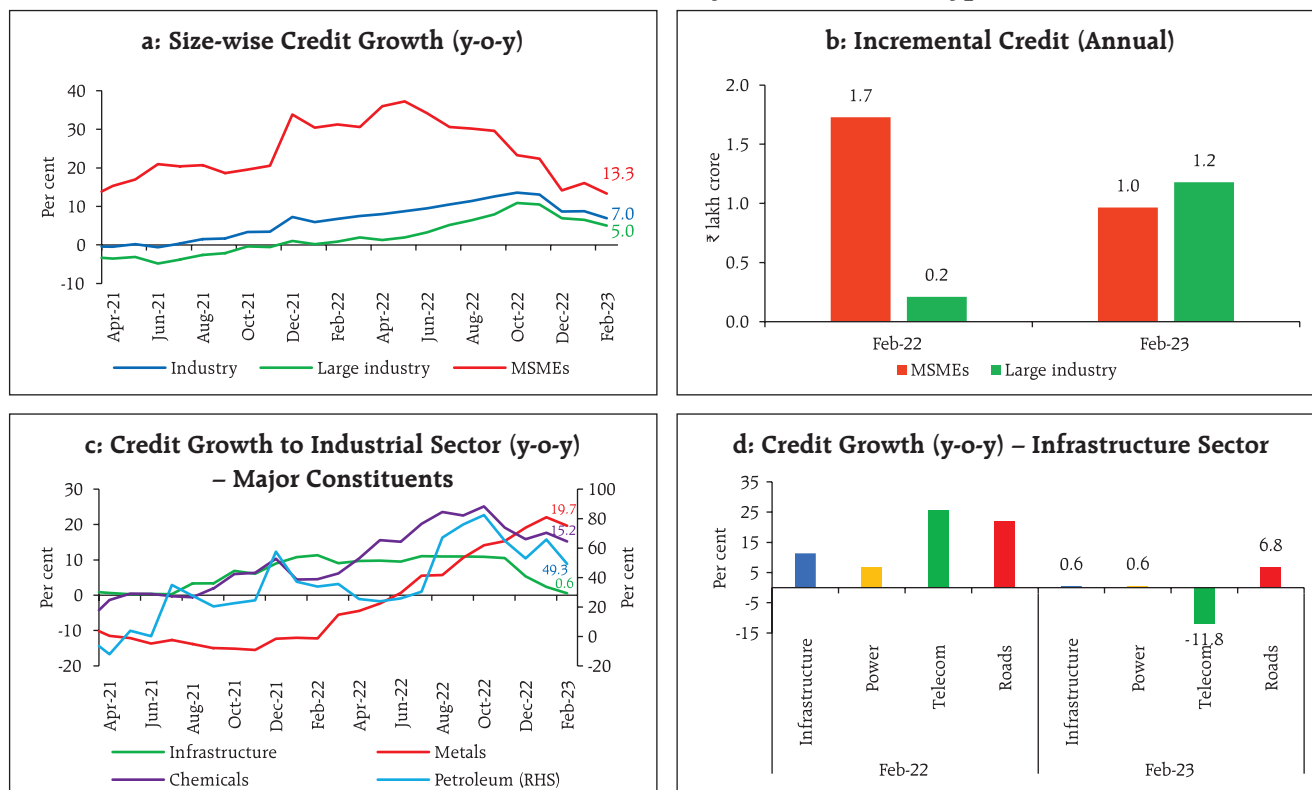 a: Size-wise Credit Growth (y-o-y)
Per cent
40
30
20
10
0
-10
13.3
7.0
5.0
Apr-21
Jun-21
Aug-21
Oct-21
Dec-21
Feb-22
Apr-22
Jun-22
Aug-22
Oct-22
Dec-22
Feb-23
Industry Large industry MSMEs
b: Incremental Credit (Annual)
₹ lakh crore
2.0
1.5
1.0
0.5
0.0
1.7
0.2
1.0
1.2
Feb-22 Feb-23
MSMEs Large industry
c: Credit Growth to Industrial Sector (y-o-y)
– Major Constituents
Per cent
30
20
10
0
-10
-20
100
80
60
40
20
0
-20
Per cent
19.7
15.2
49.3
0.6
Apr-21
Jun-21
Aug-21
Oct-21
Dec-21
Feb-22
Apr-22
Jun-22
Aug-22
Oct-22
Dec-22
Feb-23
Infrastructure Metals
Chemicals Petroleum (RHS)
d: Credit Growth (y-o-y) – Infrastructure Sector
Per cent
35
25
15
5
-5
-15
0.6
0.6
-11.8
6.8
Infrastructure
Power
Telecom
Roads
Infrastructure
Power
Telecom
Roads
Feb-22 Feb-23